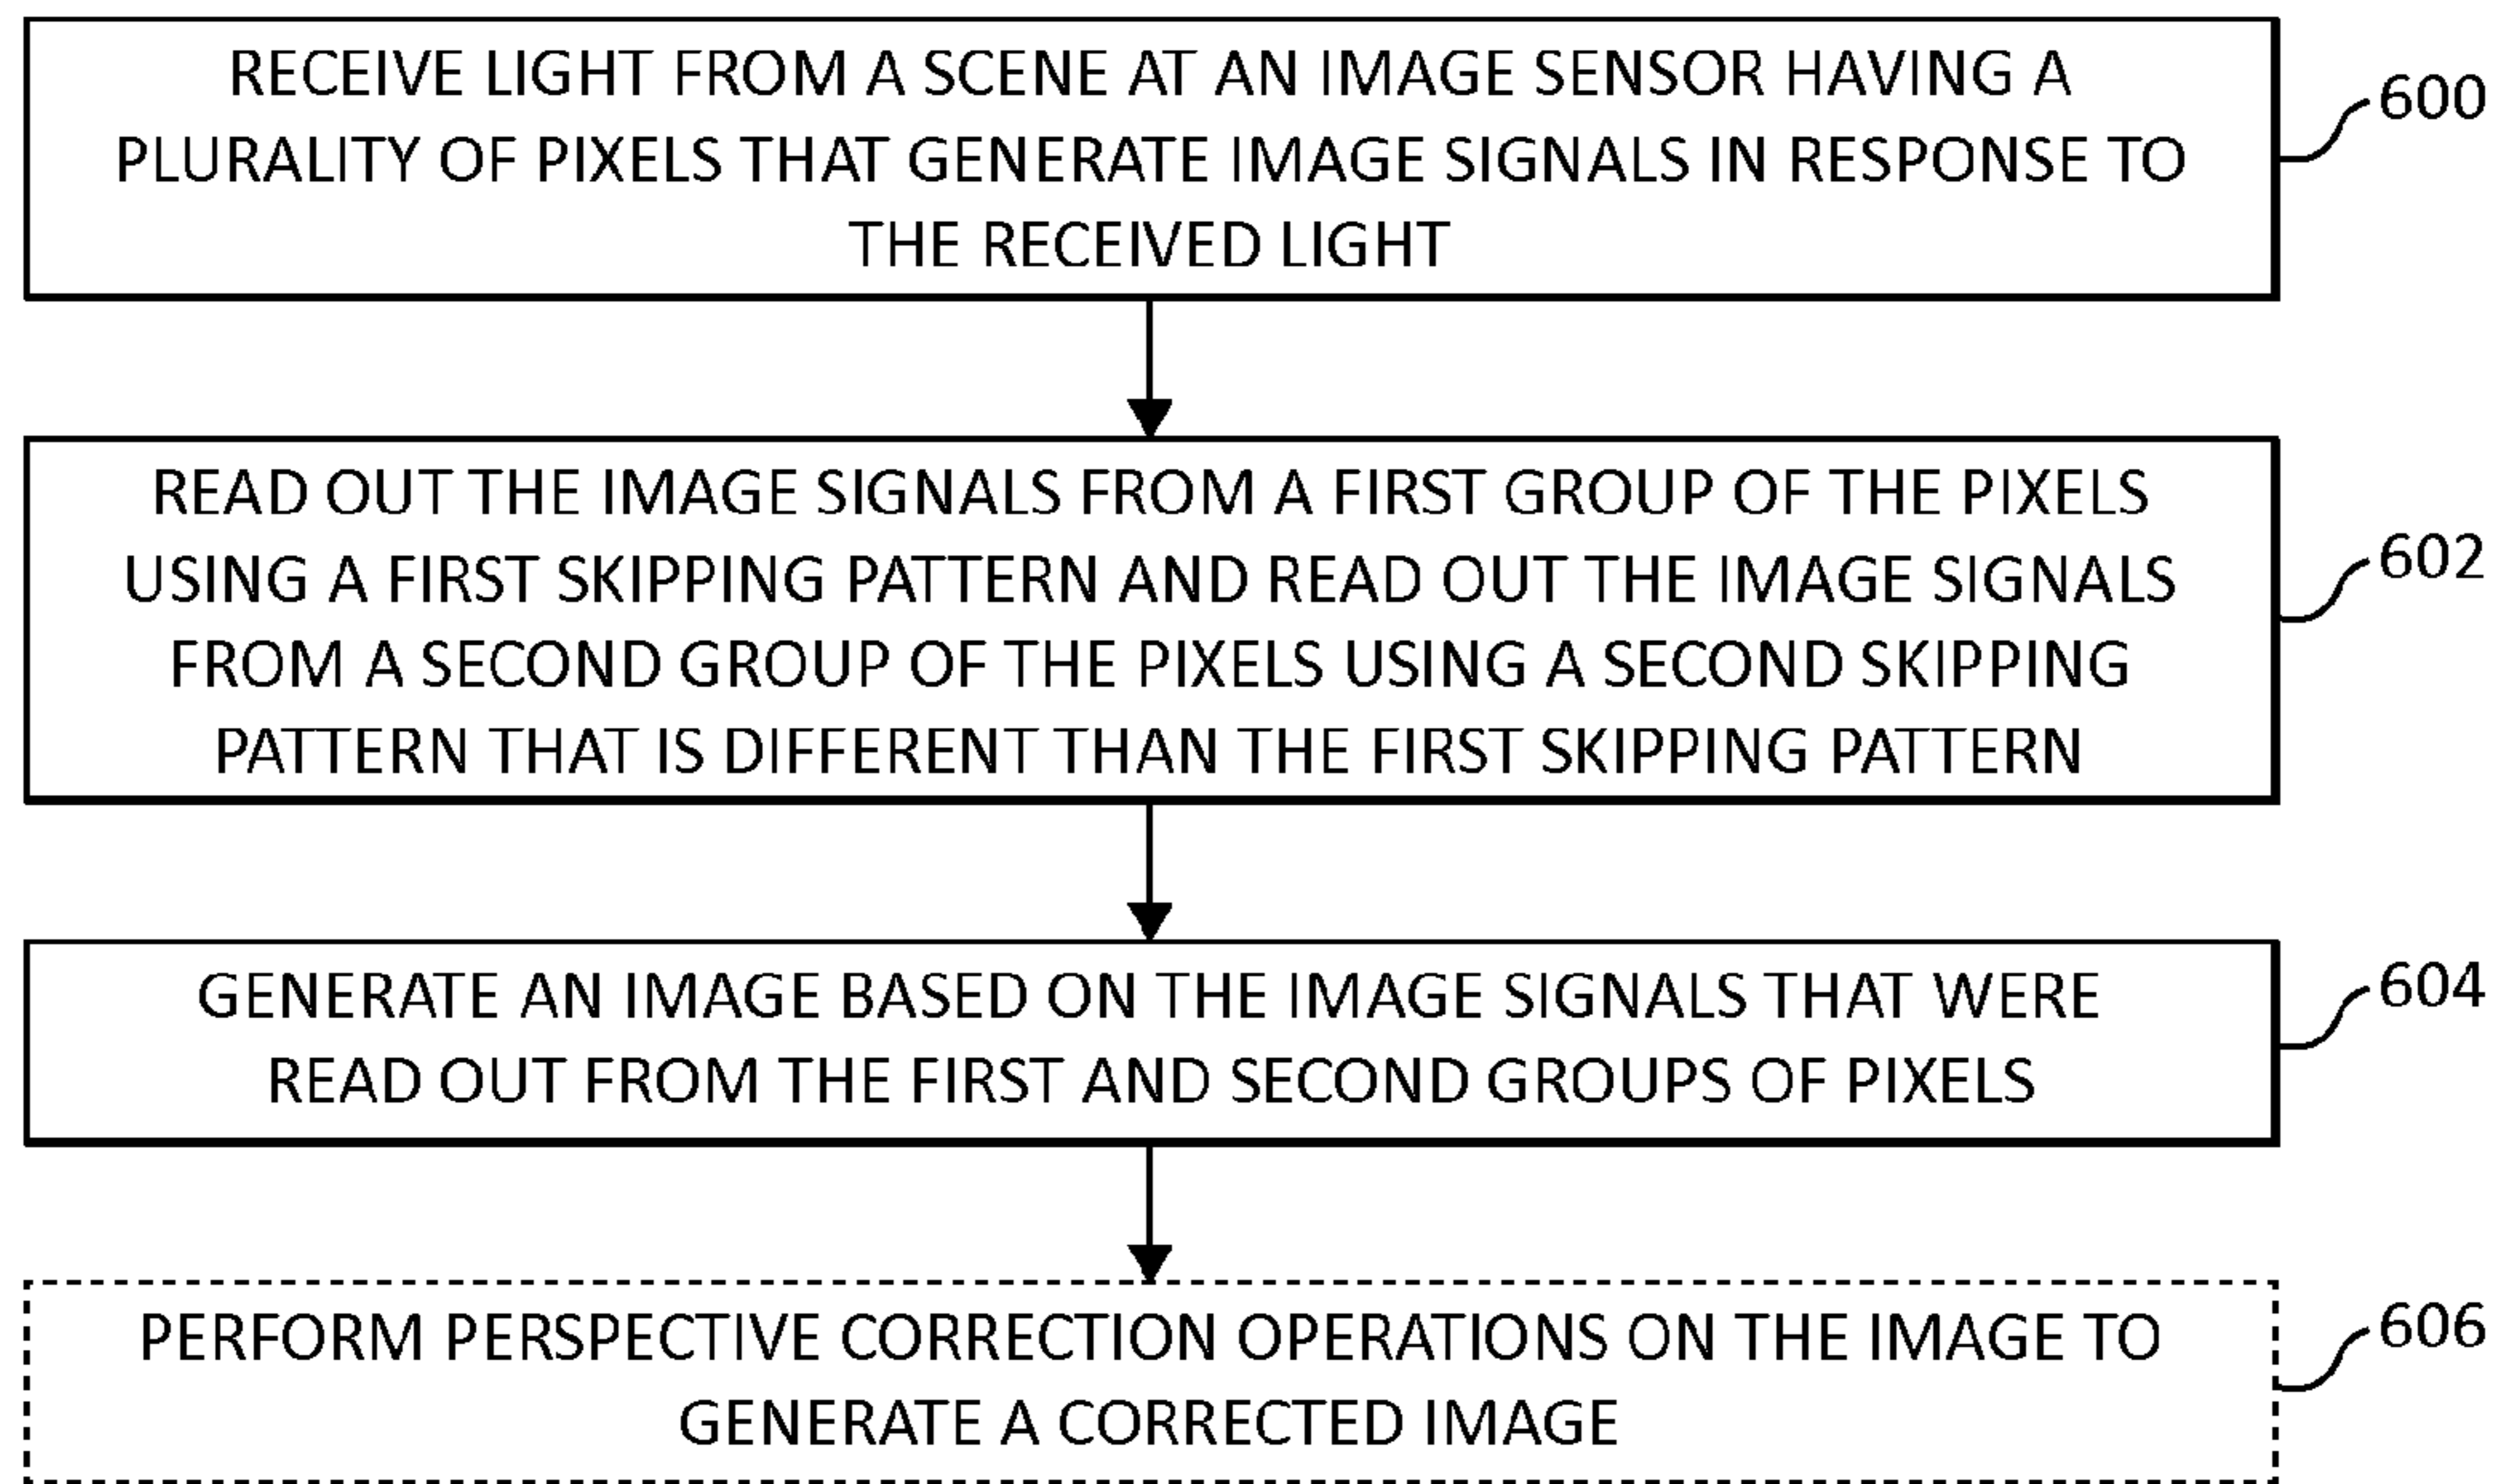 RECEIVE LIGHT FROM A SCENE AT AN IMAGE SENSOR HAVING A
PLURALITY OF PIXELS THAT GENERATE IMAGE SIGNALS IN RESPONSE TO
THE RECEIVED LIGHT
600
READ OUT THE IMAGE SIGNALS FROM A FIRST GROUP OF THE PIXELS
USING A FIRST SKIPPING PATTERN AND READ OUT THE IMAGE SIGNALS
FROM A SECOND GROUP OF THE PIXELS USING A SECOND SKIPPING
PATTERN THAT IS DIFFERENT THAN THE FIRST SKIPPING PATTERN
602
GENERATE AN IMAGE BASED ON THE IMAGE SIGNALS THAT WERE
READ OUT FROM THE FIRST AND SECOND GROUPS OF PIXELS
604
PERFORM PERSPECTIVE CORRECTION OPERATIONS ON THE IMAGE TO
GENERATE A CORRECTED IMAGE
606